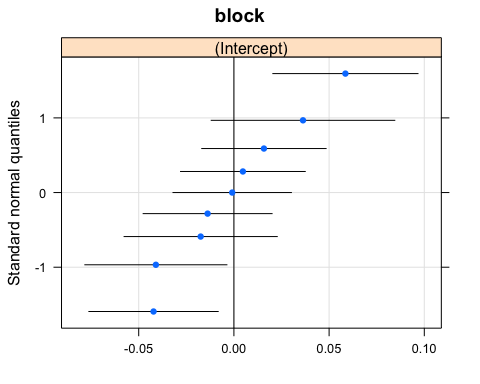 block
(Intercept)
Standard normal quantiles
1
0
-1
-0.05 0.00 0.05 0.10